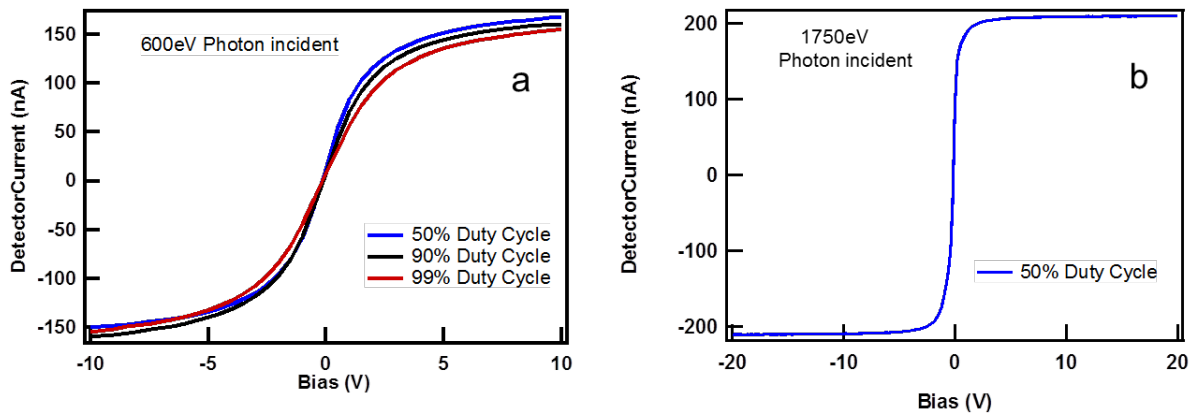 DetectorCurrent (nA)
150
100
50
0
-50
-100
-150
600eV Photon incident
a
50% Duty Cycle
90% Duty Cycle
99% Duty Cycle
-10
-5
0
5
10
Bias (V)
DetectorCurrent (nA)
200
100
0
-100
-200
1750eV
Photon incident
b
50% Duty Cycle
-20
-10
0
10
20
Bias (V)